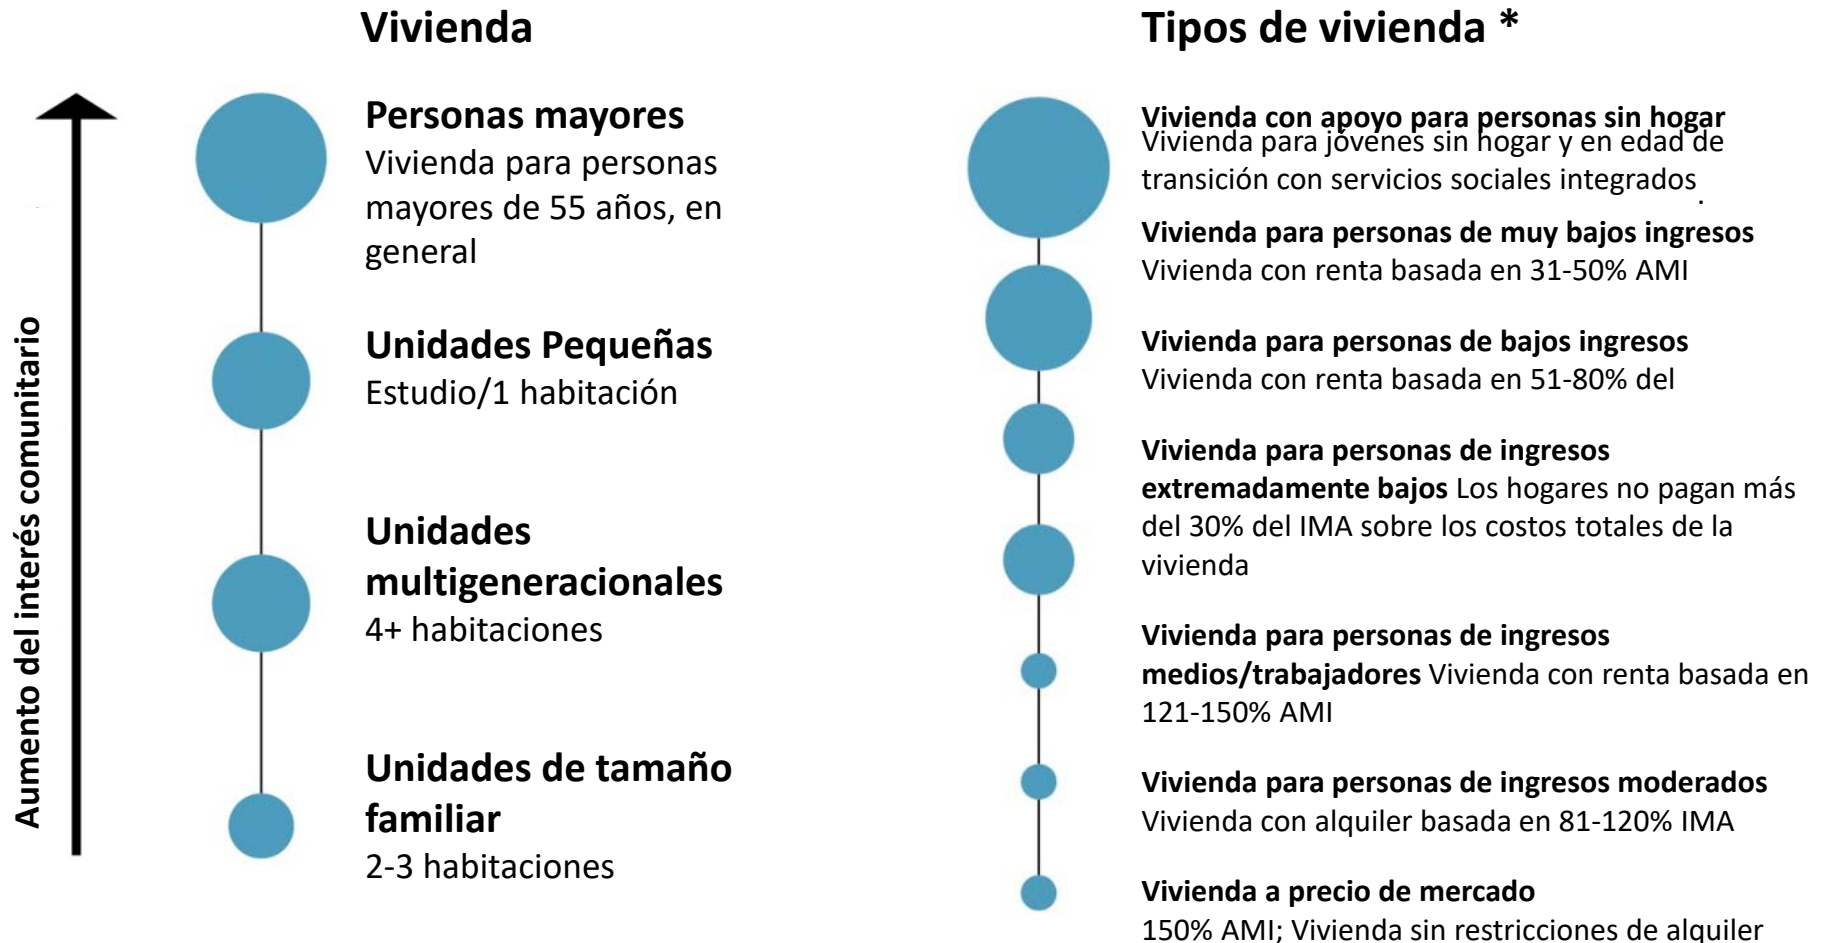 Vivienda
Personas mayores
Vivienda para personas
mayores de 55 años, en
general
Unidades Pequeñas
Estudio/1 habitación
Unidades
multigeneracionales
4+ habitaciones
Unidades de tamaño
familiar
2-3 habitaciones
Aumento del interés comunitario
Tipos de vivienda *
Vivienda con apoyo para personas sin hogar
Vivienda para jóvenes sin hogar y en edad de
transición con servicios sociales integrados
.
Vivienda para personas de muy bajos ingresos
Vivienda con renta basada en 31-50% AMI
Vivienda para personas de bajos ingresos
Vivienda con renta basada en 51-80% del
Vivienda para personas de ingresos
extremadamente bajos Los hogares no pagan más
del 30% del IMA sobre los costos totales de la
vivienda
Vivienda para personas de ingresos
medios/trabajadores Vivienda con renta basada en
121-150% AMI
Vivienda para personas de ingresos moderados
Vivienda con alquiler basada en 81-120% IMA
Vivienda a precio de mercado
150% AMI; Vivienda sin restricciones de alquiler